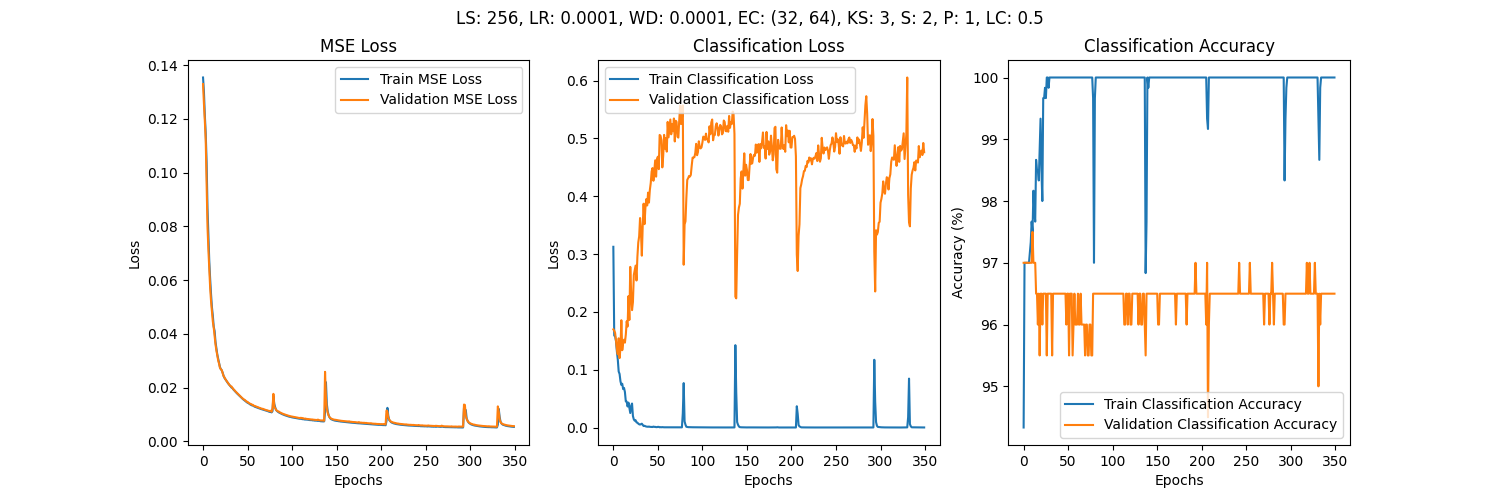 LS: 256, LR: 0.0001, WD: 0.0001, EC: (32, 64), KS: 3, S: 2, P: 1, LC: 0.5
MSE Loss
Train MSE Loss
Validation MSE Loss
Loss
0.14
0.12
0.10
0.08
0.06
0.04
0.02
0.00
0 50 100 150 200 250 300 350
Epochs
Classification Loss
Train Classification Loss
Validation Classification Loss
Loss
0.6
0.5
0.4
0.3
0.2
0.1
0.0
0 50 100 150 200 250 300 350
Epochs
Classification Accuracy
Accuracy (%)
100
99
98
97
96
95
Train Classification Accuracy
Validation Classification Accuracy
0 50 100 150 200 250 300 350
Epochs